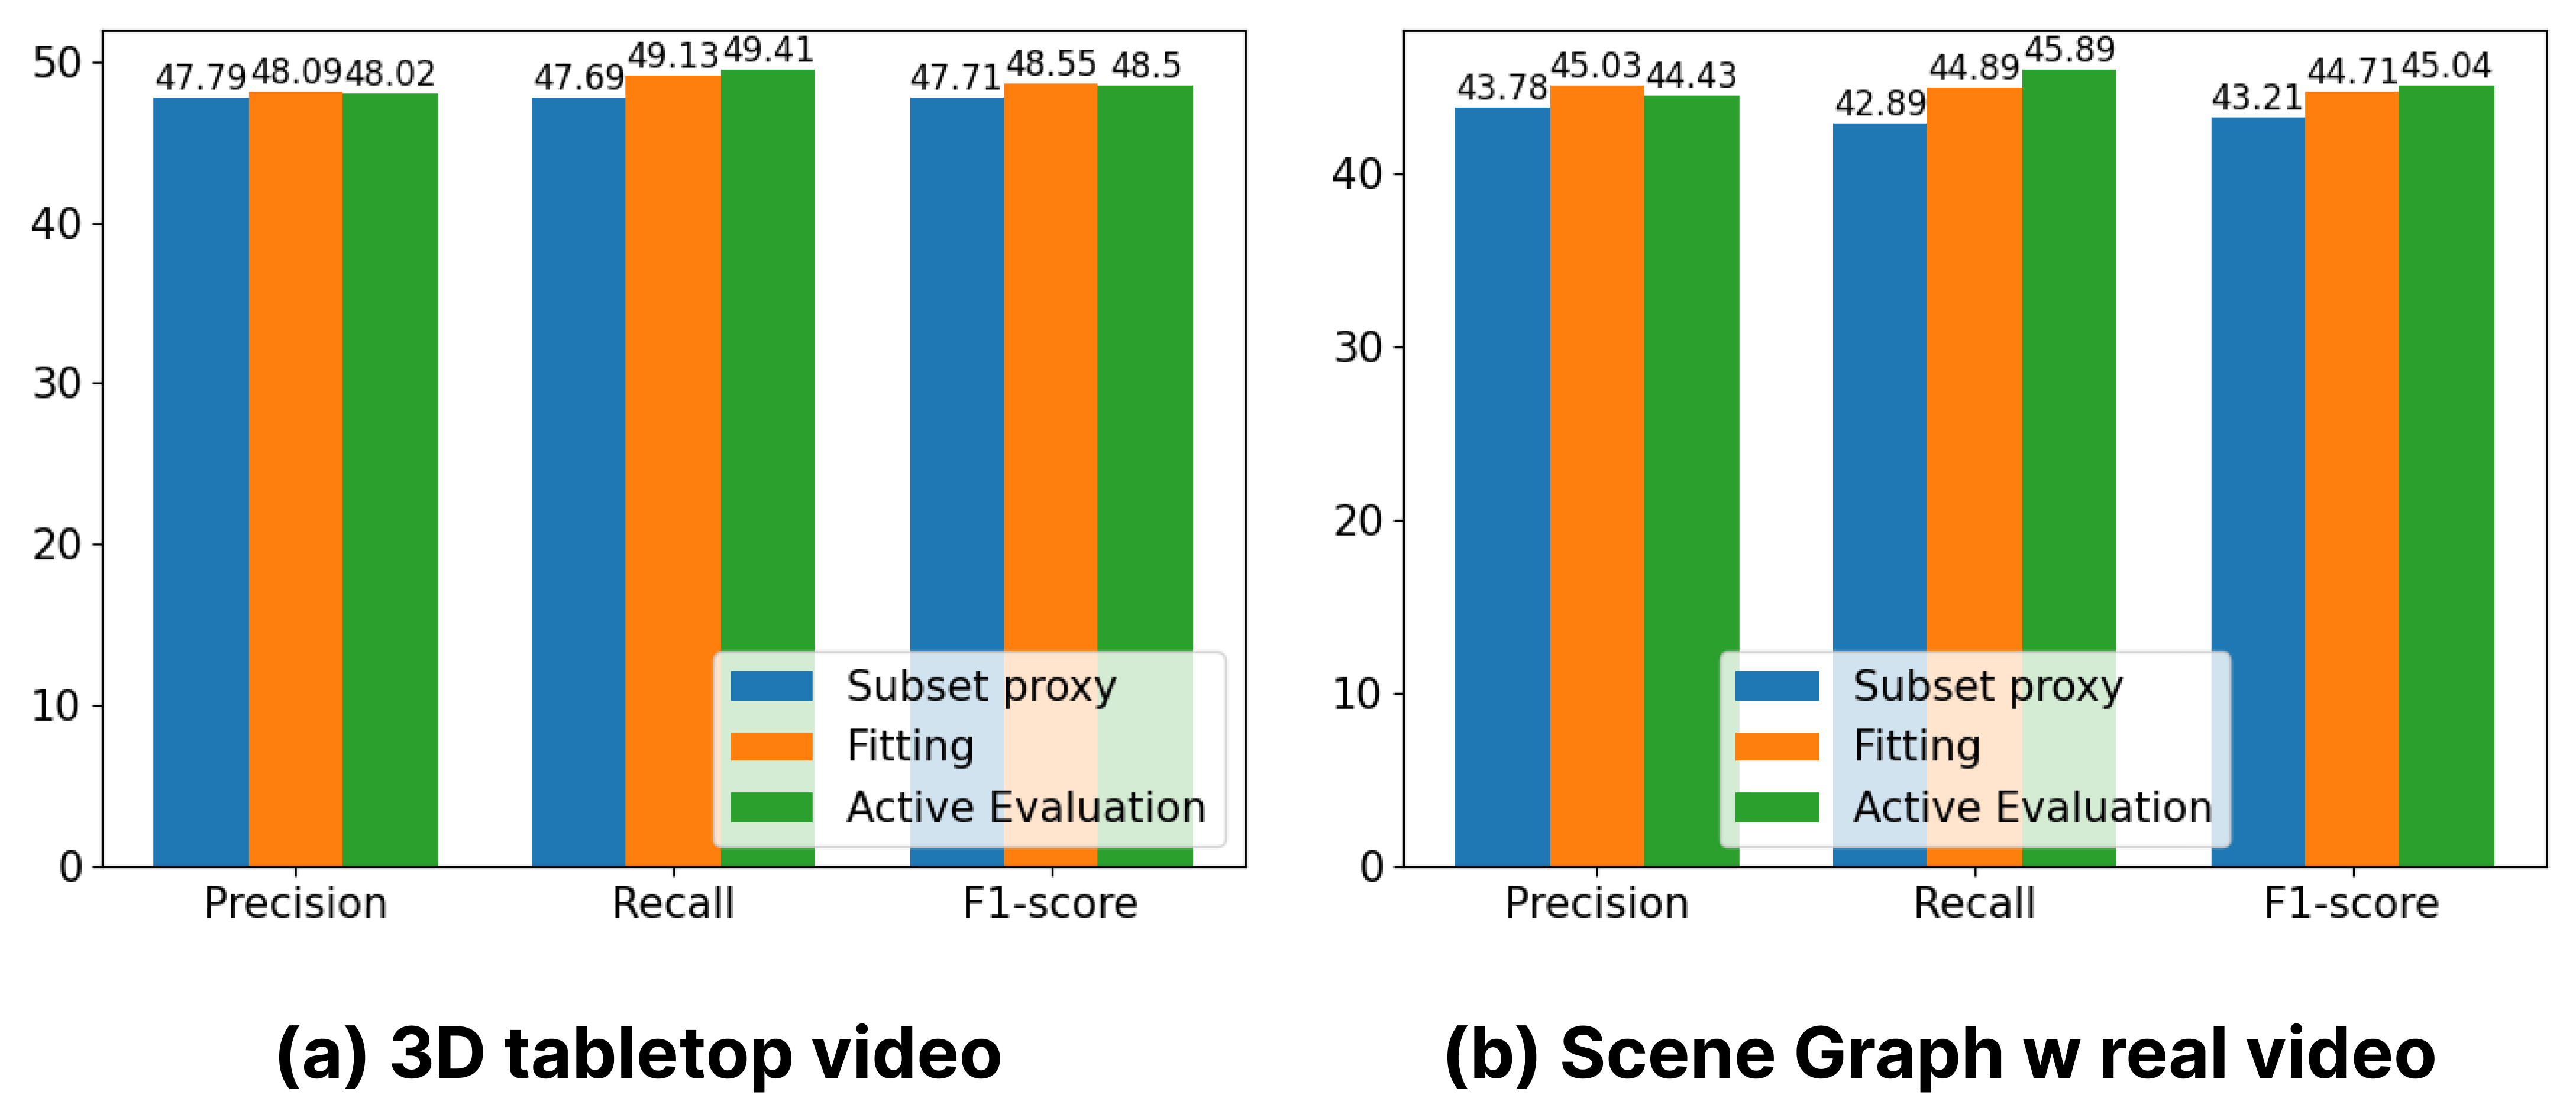 50
40
30
20
10
0
47.79 48.09 48.02
47.69 49.13 49.41
47.71 48.55 48.5
Subset proxy
Fitting
Active Evaluation
Precision Recall F1-score
(a) 3D tabletop video
40
30
20
10
0
43.78 45.03 44.43
42.89 44.89 45.89
43.21 44.71 45.04
Subset proxy
Fitting
Active Evaluation
Precision Recall F1-score
(b) Scene Graph w real video